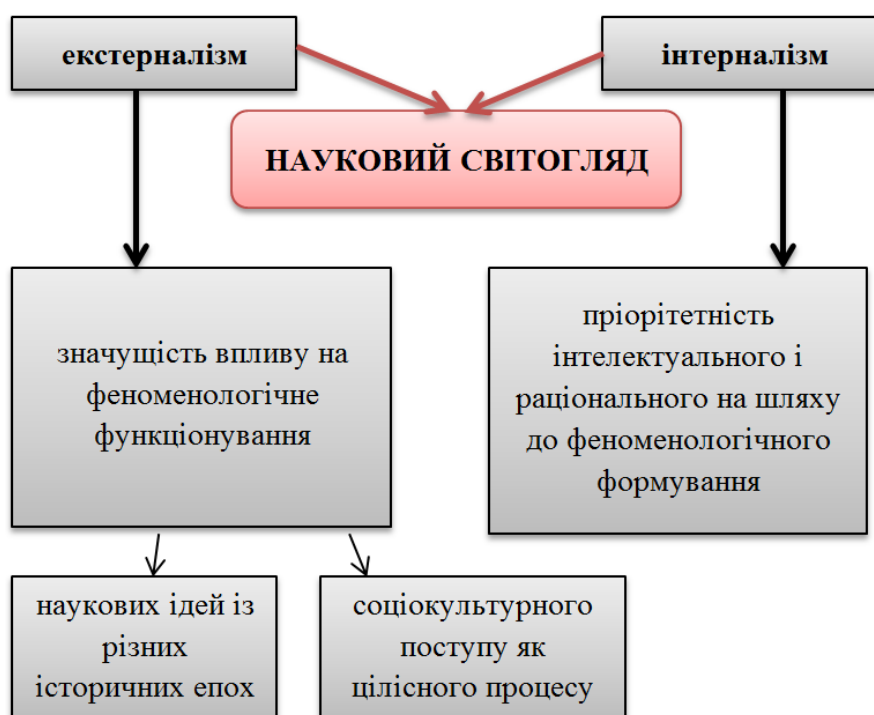 екстерналізм
інтерналізм
НАУКОВИЙ СВІТОГЛЯД
значущість впливу на
феноменологічне
функціонування
пріорітетність
інтелектуального і
раціонального на шляху
до феноменологічного
формування
наукових ідей із
різних
історичних епох
соціокультурного
поступу як
цілісного процесу